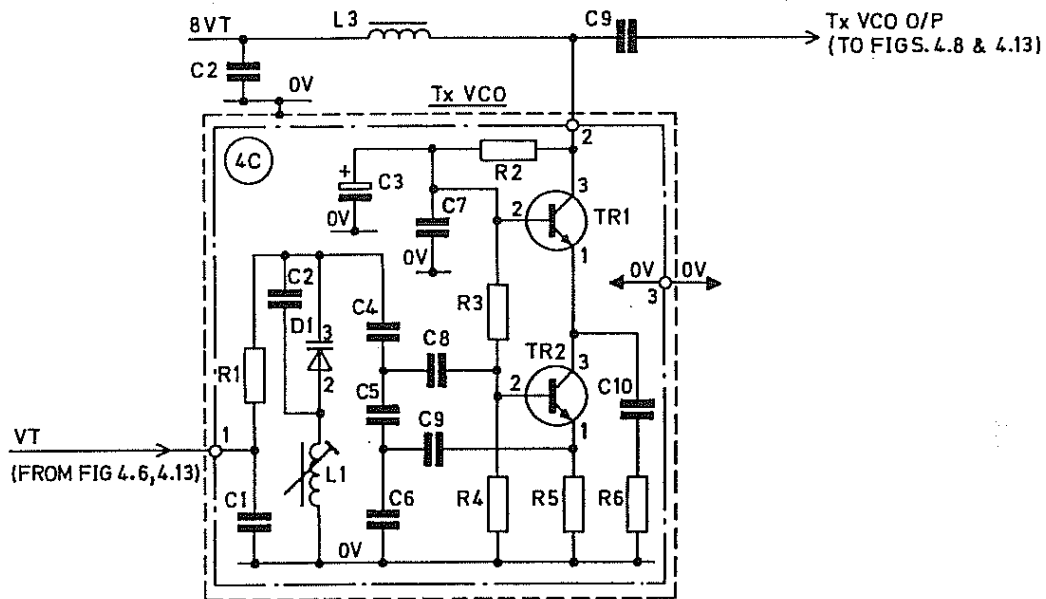 8VT
L3
C9
Tx VCO O/P
(TO FIGS. 4.8 & 4.13)
C2
0V
Tx VCO
4C
2
R2
+
C3
C7
3
2
TR1
0V
1
0V
C2
0V
0V
3
C4
R3
D1
3
C8
TR2
3
R1
2
C5
2
C10
1
VT
1
C9
(FROM FIG 4.6,4.13)
L1
C1
C6
R4
R5
R6
0V